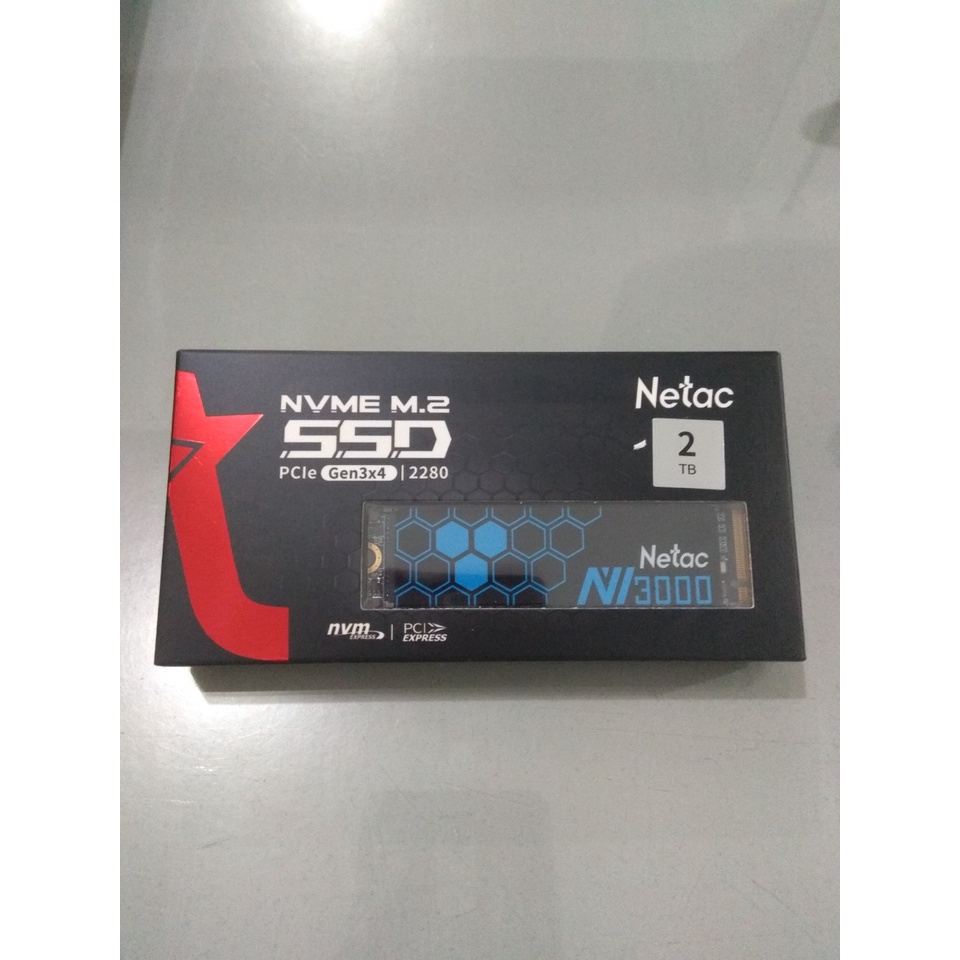 NVME M.2
SSD
PCIe Gen3x4 | 2280
Netac
2
TB
Netac
NV3000
nvm
EXPRESS
PCI
EXPRESS